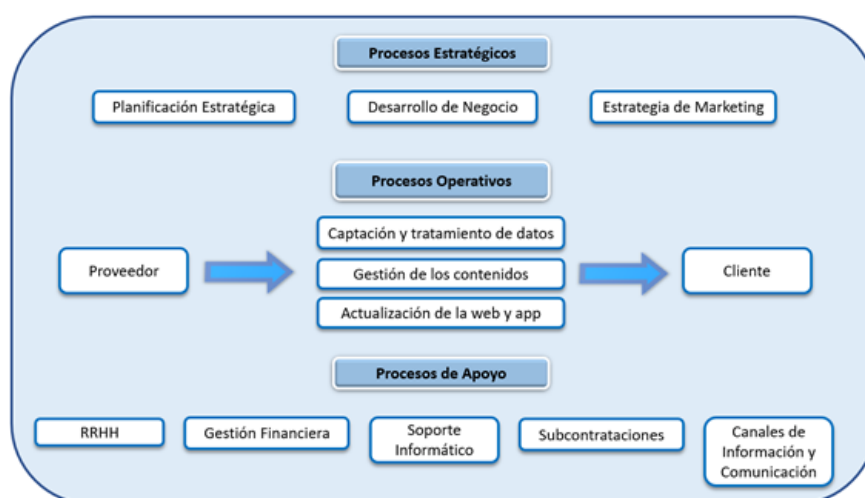 Procesos Estratégicos
Planificación Estratégica
Desarrollo de Negocio
Estrategia de Marketing
Procesos Operativos
Captación y tratamiento de datos
Proveedor
Gestión de los contenidos
Cliente
Actualización de la web y app
Procesos de Apoyo
RRHH
Gestión Financiera
Soporte
Informático
Subcontrataciones
Canales de
Información y
Comunicación